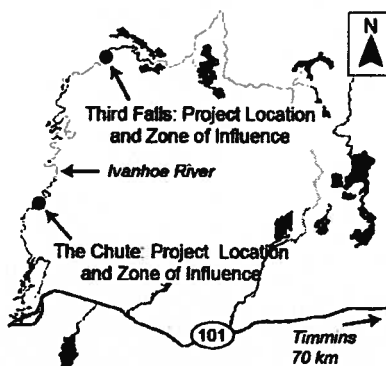 N
Third Falls: Project Location
and Zone of Influence
Ivanhoe River
The Chute: Project Location
and Zone of Influence
101
Timmins
70 km